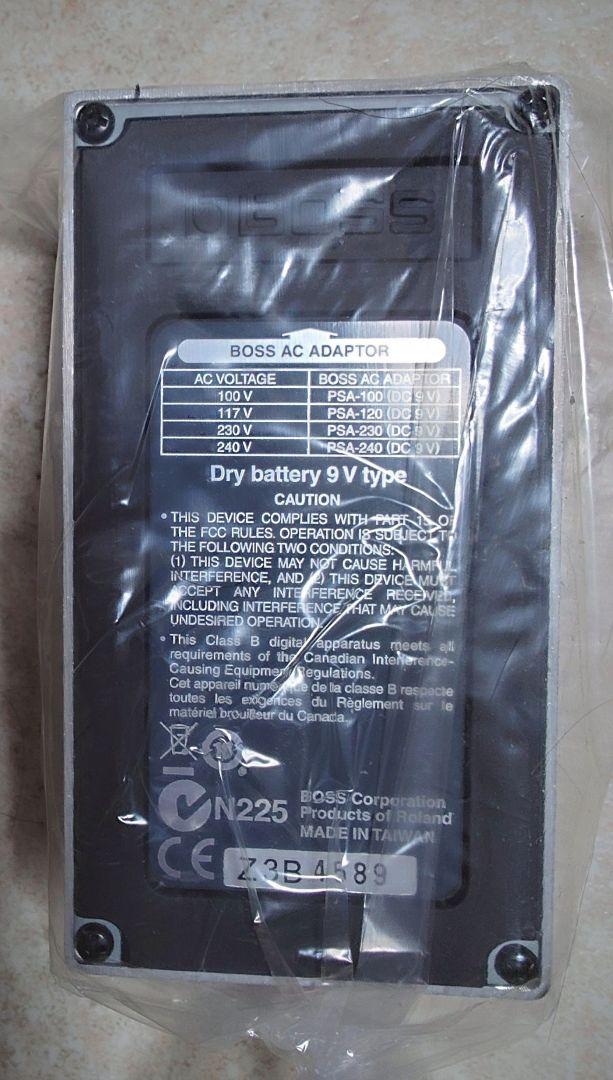 BOSS
BOSS AC ADAPTOR
AC VOLTAGE BOSS AC ADAPTOR
100 V PSA-100 (DC 9 V)
117 V PSA-120 (DC 9 V)
230 V PSA-230 (DC 9 V)
240 V PSA-240 (DC 9 V)
Dry battery 9 V type
CAUTION
• THIS DEVICE COMPLIES WITH PART 15 OF
THE FCC RULES. OPERATION IS SUBJECT TO
THE FOLLOWING TWO CONDITIONS:
(1) THIS DEVICE MAY NOT CAUSE HARMFUL
INTERFERENCE, AND (2) THIS DEVICE MUST
ACCEPT ANY INTERFERENCE RECEIVED,
INCLUDING INTERFERENCE THAT MAY CAUSE
UNDESIRED OPERATION.
• This Class B digital apparatus meets all
requirements of the Canadian Interference-
Causing Equipment Regulations.
Cet appareil numérique de la classe B respecte
toutes les exigences du Règlement sur le
matériel brouilleur du Canada.
N225
BOSS Corporation
Products of Roland
MADE IN TAIWAN
CE
Z3B4589